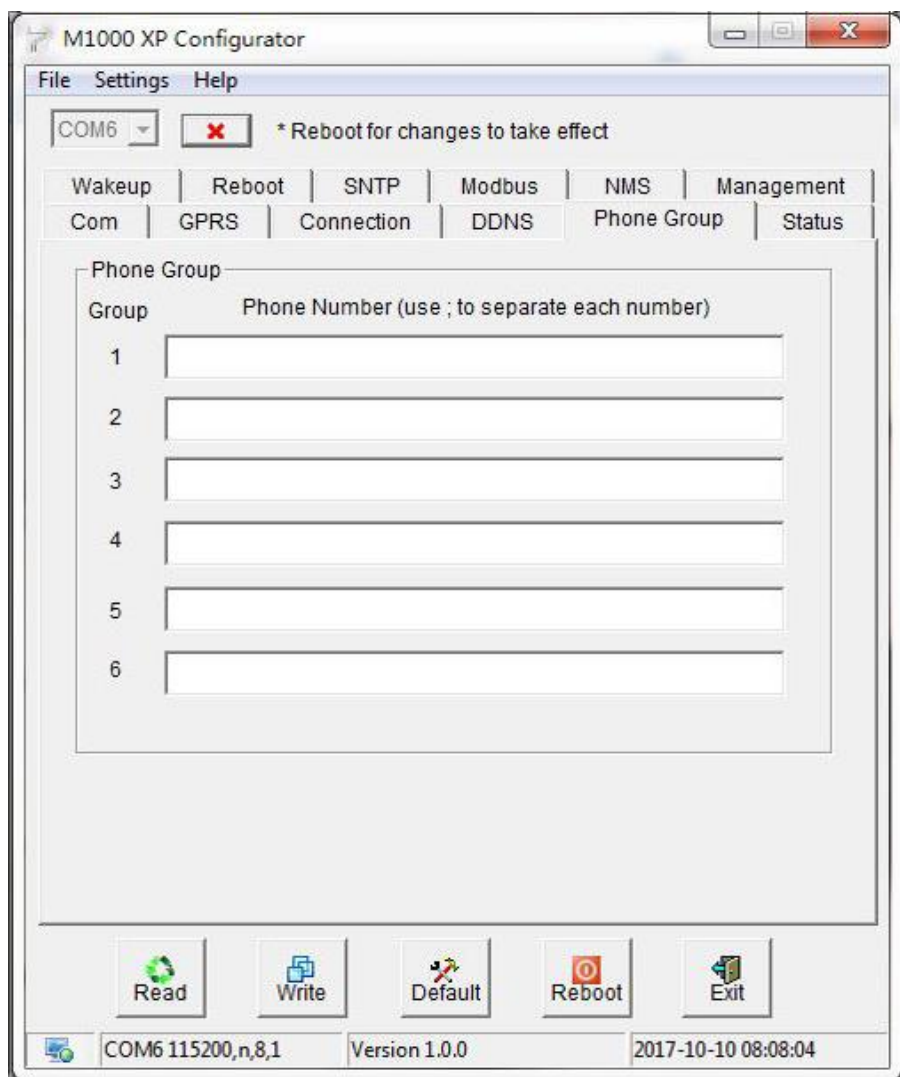 M1000 XP Configurator
File Settings Help
COM6 * Reboot for changes to take effect
Wakeup Reboot SNTP Modbus NMS Management
Com GPRS Connection DDNS Phone Group Status
Phone Group
Group Phone Number (use ; to separate each number)
1
2
3
4
5
6
Read Write Default Reboot Exit
COM6 115200,n,8,1 Version 1.0.0 2017-10-10 08:08:04